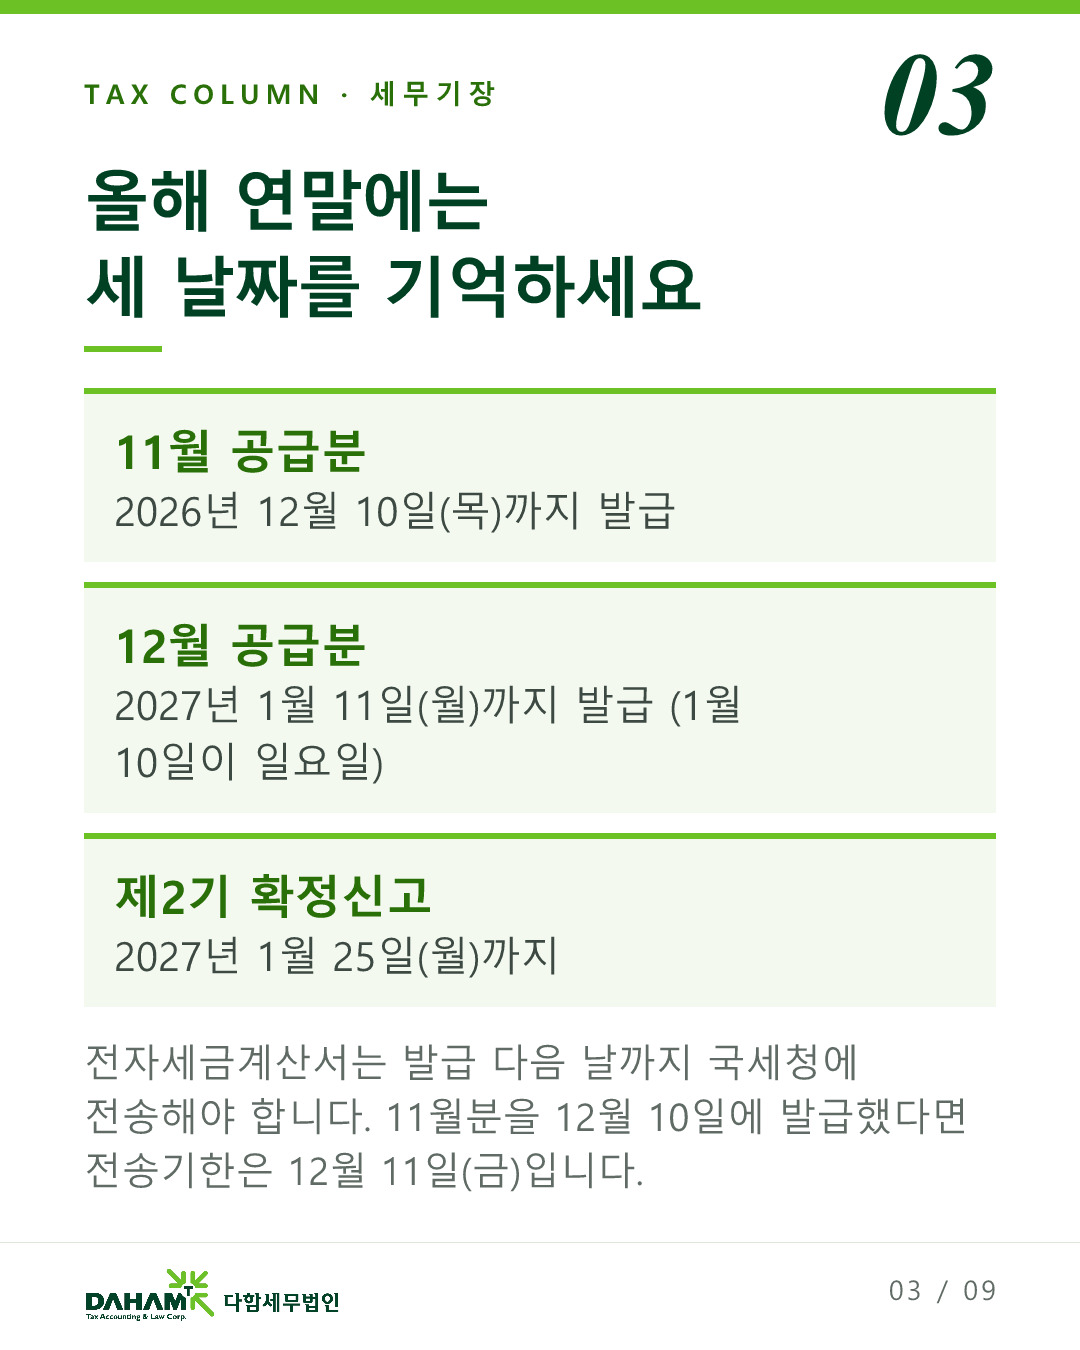 TAX COLUMN · 세무기장
03
올해 연말에는
세 날짜를 기억하세요
11월 공급분
2026년 12월 10일(목)까지 발급
12월 공급분
2027년 1월 11일(월)까지 발급 (1월
10일이 일요일)
제2기 확정신고
2027년 1월 25일(월)까지
전자세금계산서는 발급 다음 날까지 국세청에
전송해야 합니다. 11월분을 12월 10일에 발급했다면
전송기한은 12월 11일(금)입니다.
DAHAM T
Tax Accounting & Law Corp.
다함세무법인
03 / 09